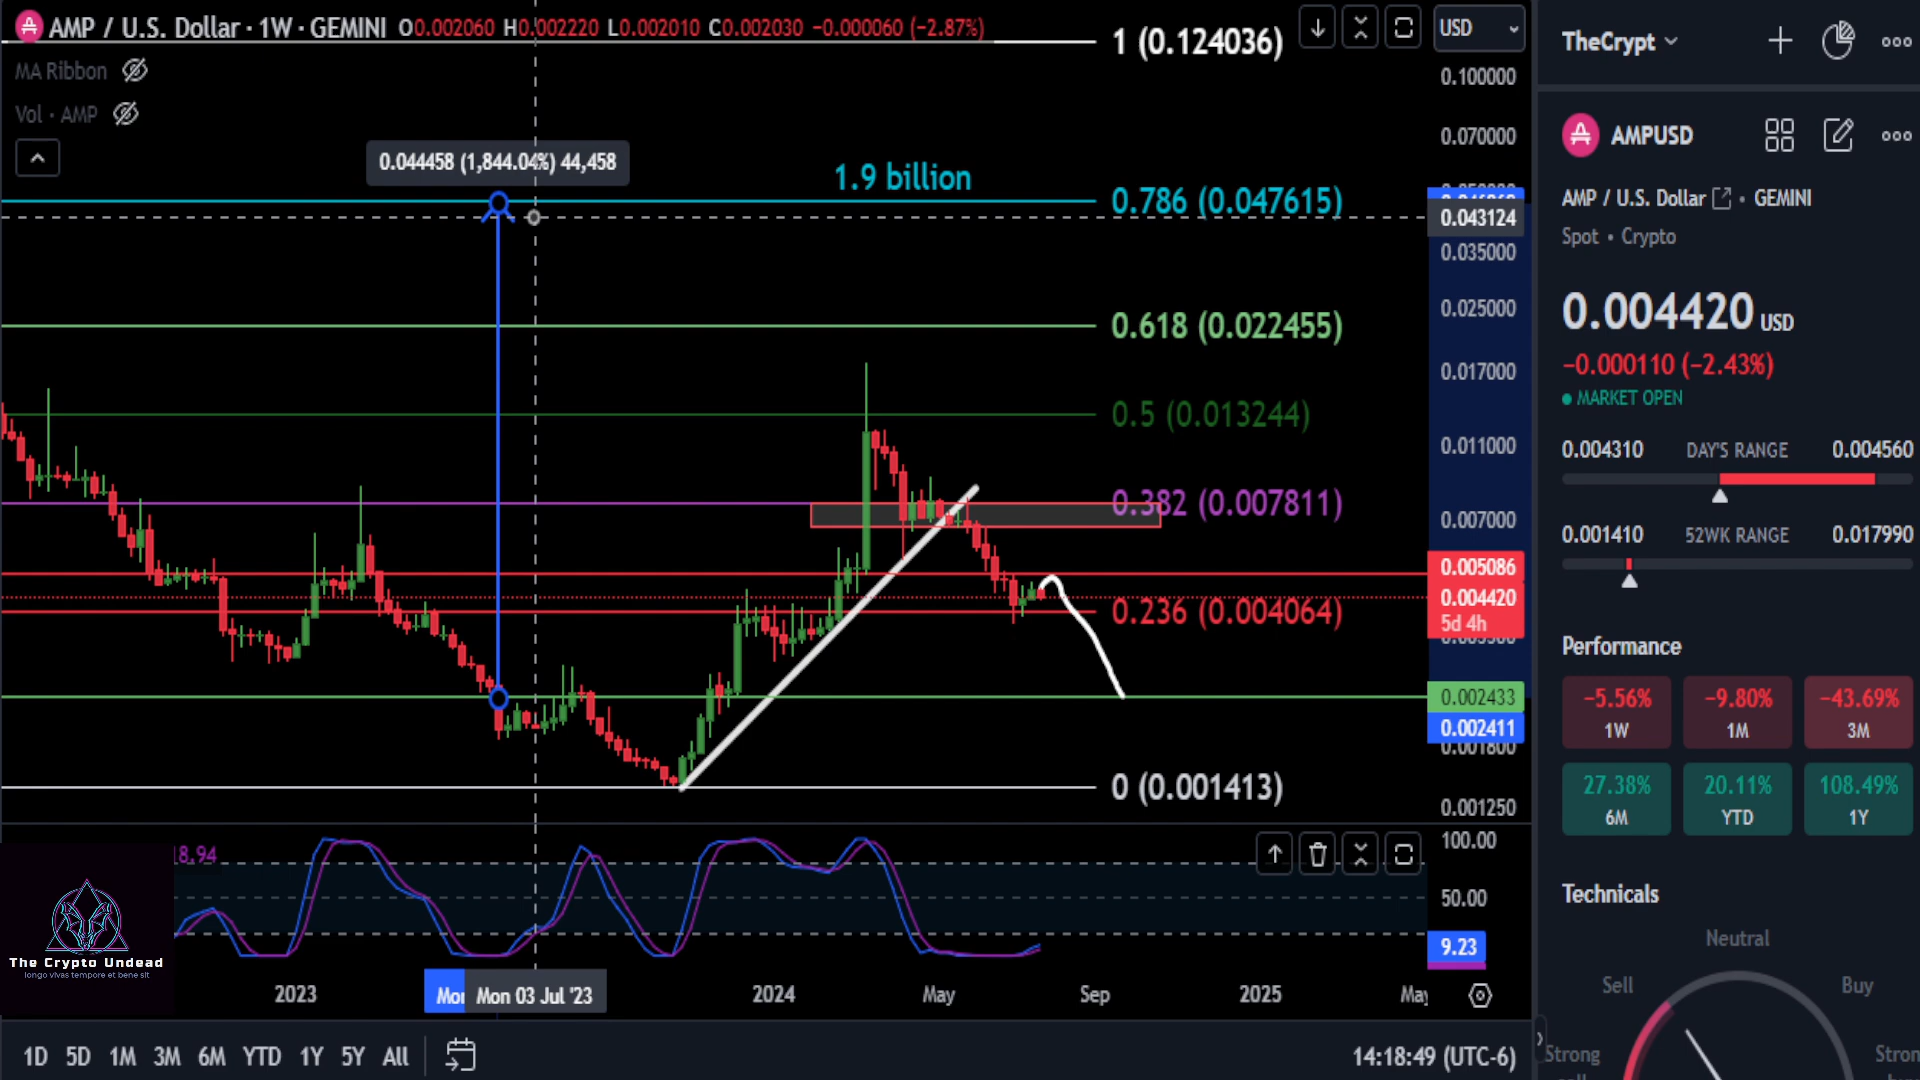 AMP / U.S. Dollar · 1W · GEMINI O0.002060 H0.002220 L0.002010 C0.002030 −0.000060 (−2.87%)
MA Ribbon
Vol · AMP
0.044458 (1,844.04%) 44,458
1.9 billion
1 (0.124036)
0.786 (0.047615)
0.618 (0.022455)
0.5 (0.013244)
0.382 (0.007811)
0.236 (0.004064)
0 (0.001413)
USD
0.100000
0.070000
0.043124
0.035000
0.025000
0.017000
0.011000
0.007000
0.005086
0.004420
5d 4h
0.002433
0.002411
0.001800
0.001250
18.94
100.00
50.00
9.23
The Crypto Undead
longo vivas tempore et bene sit
2023
Mon 03 Jul '23
2024
May
Sep
2025
May
1D 5D 1M 3M 6M YTD 1Y 5Y All
14:18:49 (UTC-6)
TheCrypt
AMPUSD
AMP / U.S. Dollar • GEMINI
Spot • Crypto
0.004420 USD
−0.000110 (−2.43%)
MARKET OPEN
0.004310 DAY'S RANGE 0.004560
0.001410 52WK RANGE 0.017990
Performance
−5.56% −9.80% −43.69%
1W 1M 3M
27.38% 20.11% 108.49%
6M YTD 1Y
Technicals
Neutral
Sell Buy
Strong